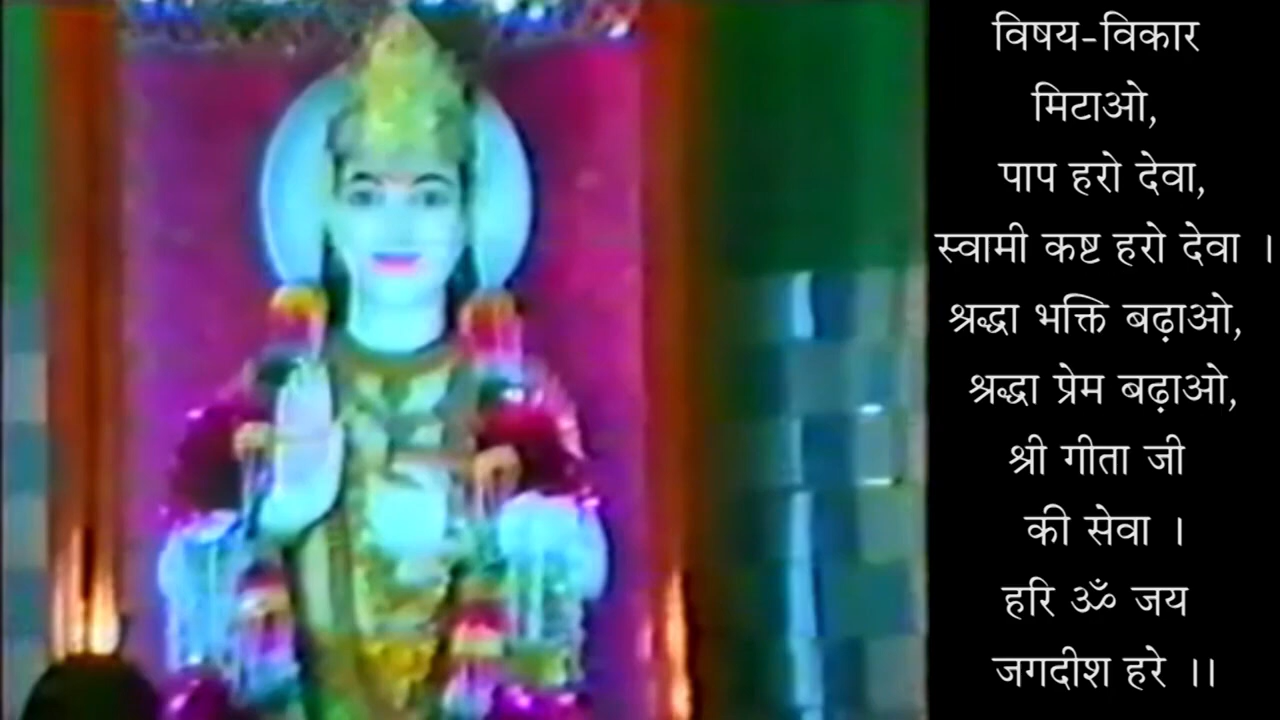 विषय-विकार
मिटाओ,
पाप हरो देवा,
स्वामी कष्ट हरो देवा ।
श्रद्धा भक्ति बढ़ाओ,
श्रद्धा प्रेम बढ़ाओ,
श्री गीता जी
की सेवा ।
हरि ॐ जय
जगदीश हरे ।।